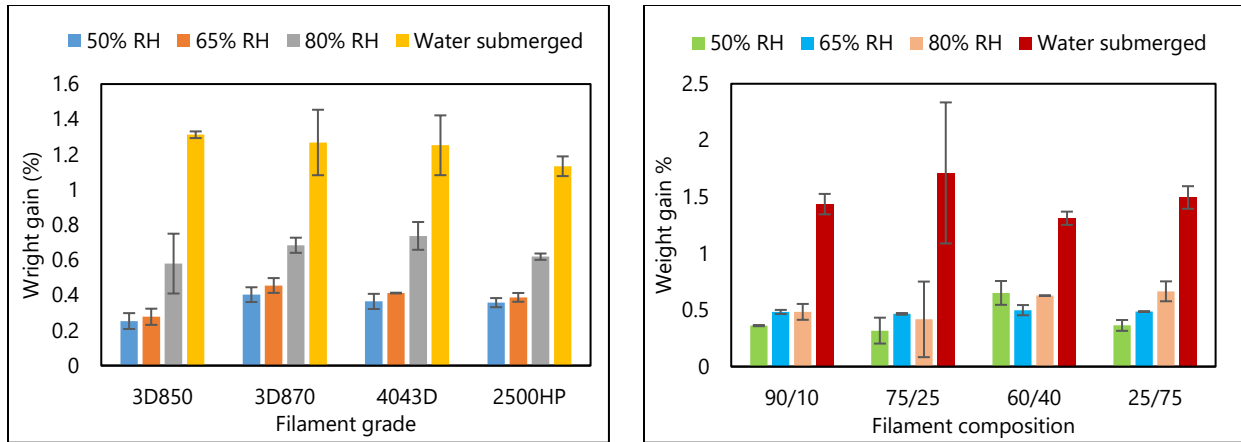 50% RH 65% RH 80% RH Water submerged
Wright gain (%)
1.6
1.4
1.2
1
0.8
0.6
0.4
0.2
0
3D850 3D870 4043D 2500HP
Filament grade
50% RH 65% RH 80% RH Water submerged
Weight gain %
2.5
2
1.5
1
0.5
0
90/10 75/25 60/40 25/75
Filament composition